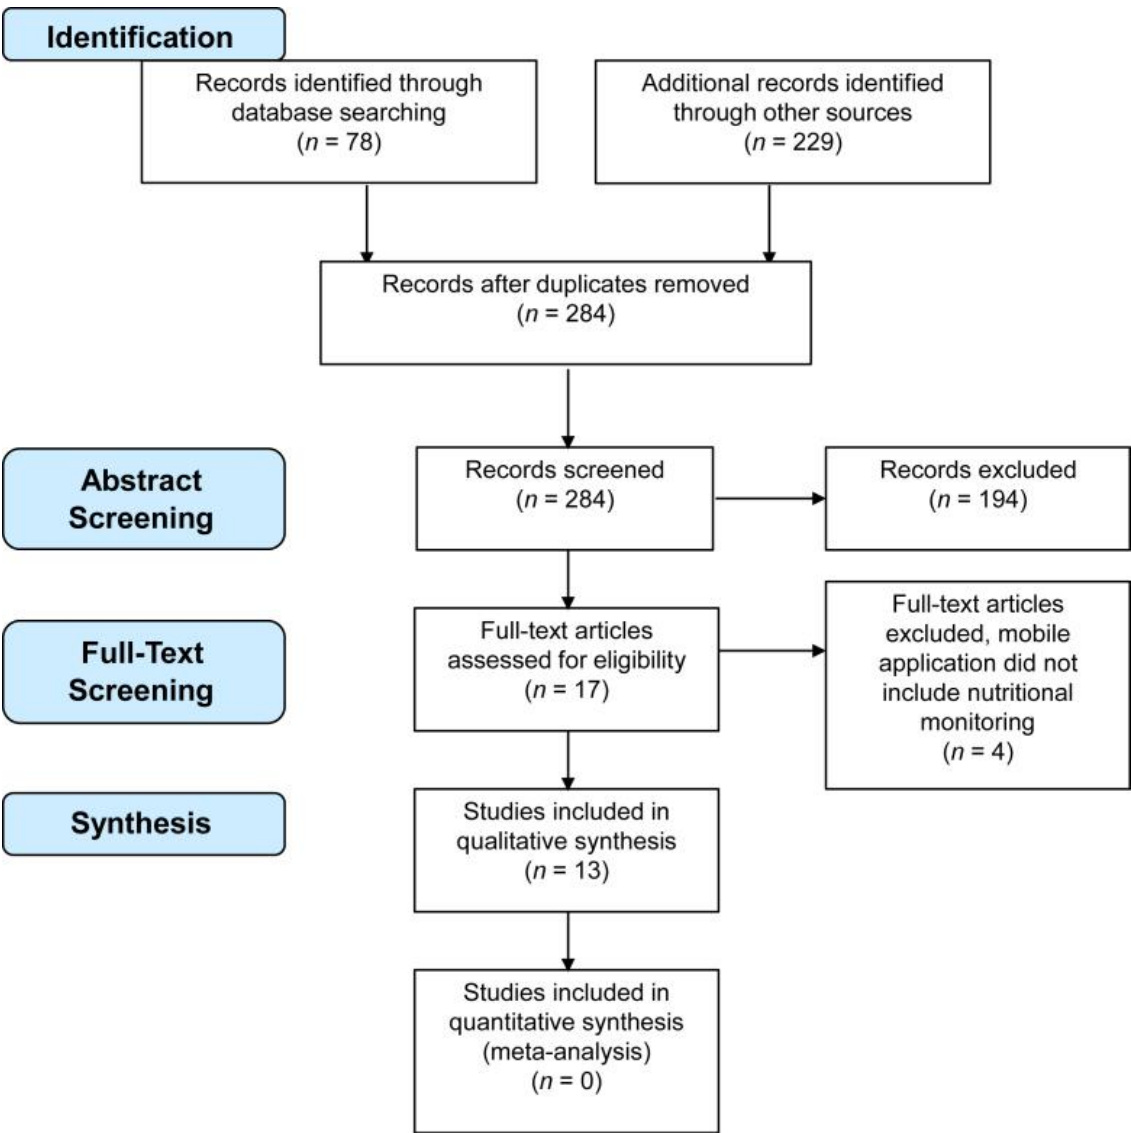 Identification
Records identified through
database searching
(n = 78)
Additional records identified
through other sources
(n = 229)
Records after duplicates removed
(n = 284)
Abstract
Screening
Records screened
(n = 284)
Records excluded
(n = 194)
Full-Text
Screening
Full-text articles
assessed for eligibility
(n = 17)
Full-text articles
excluded, mobile
application did not
include nutritional
monitoring
(n = 4)
Synthesis
Studies included in
qualitative synthesis
(n = 13)
Studies included in
quantitative synthesis
(meta-analysis)
(n = 0)